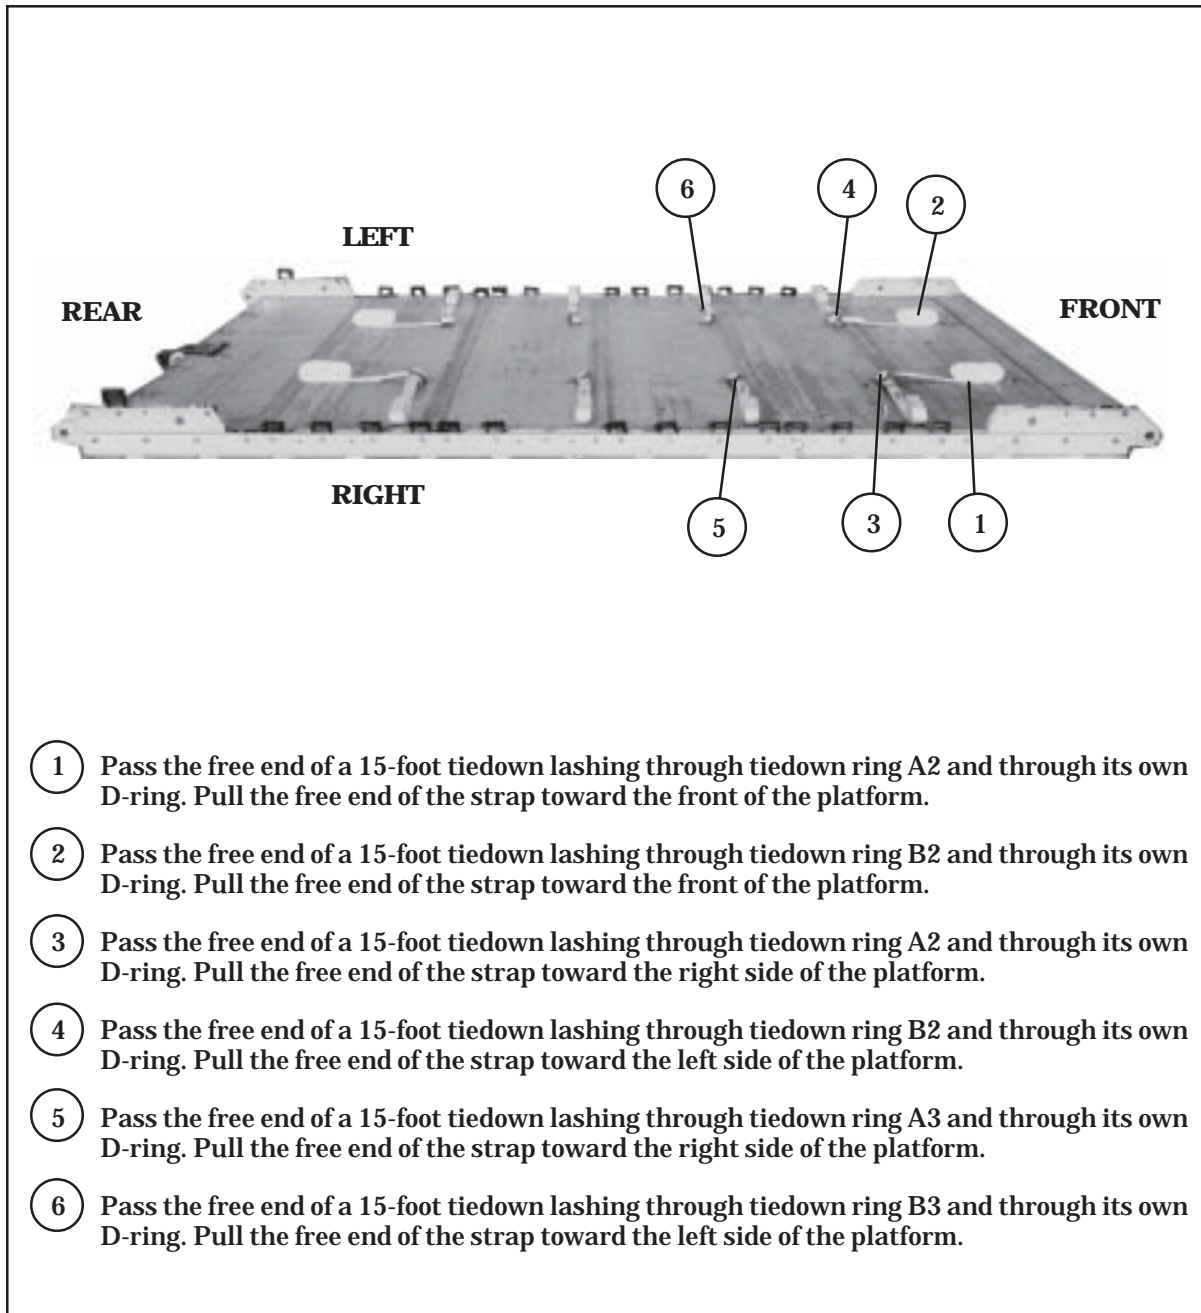 6
4
2
LEFT
REAR
FRONT
RIGHT
5
3
1
1 Pass the free end of a 15-foot tiedown lashing through tiedown ring A2 and through its own
D-ring. Pull the free end of the strap toward the front of the platform.
2 Pass the free end of a 15-foot tiedown lashing through tiedown ring B2 and through its own
D-ring. Pull the free end of the strap toward the front of the platform.
3 Pass the free end of a 15-foot tiedown lashing through tiedown ring A2 and through its own
D-ring. Pull the free end of the strap toward the right side of the platform.
4 Pass the free end of a 15-foot tiedown lashing through tiedown ring B2 and through its own
D-ring. Pull the free end of the strap toward the left side of the platform.
5 Pass the free end of a 15-foot tiedown lashing through tiedown ring A3 and through its own
D-ring. Pull the free end of the strap toward the right side of the platform.
6 Pass the free end of a 15-foot tiedown lashing through tiedown ring B3 and through its own
D-ring. Pull the free end of the strap toward the left side of the platform.